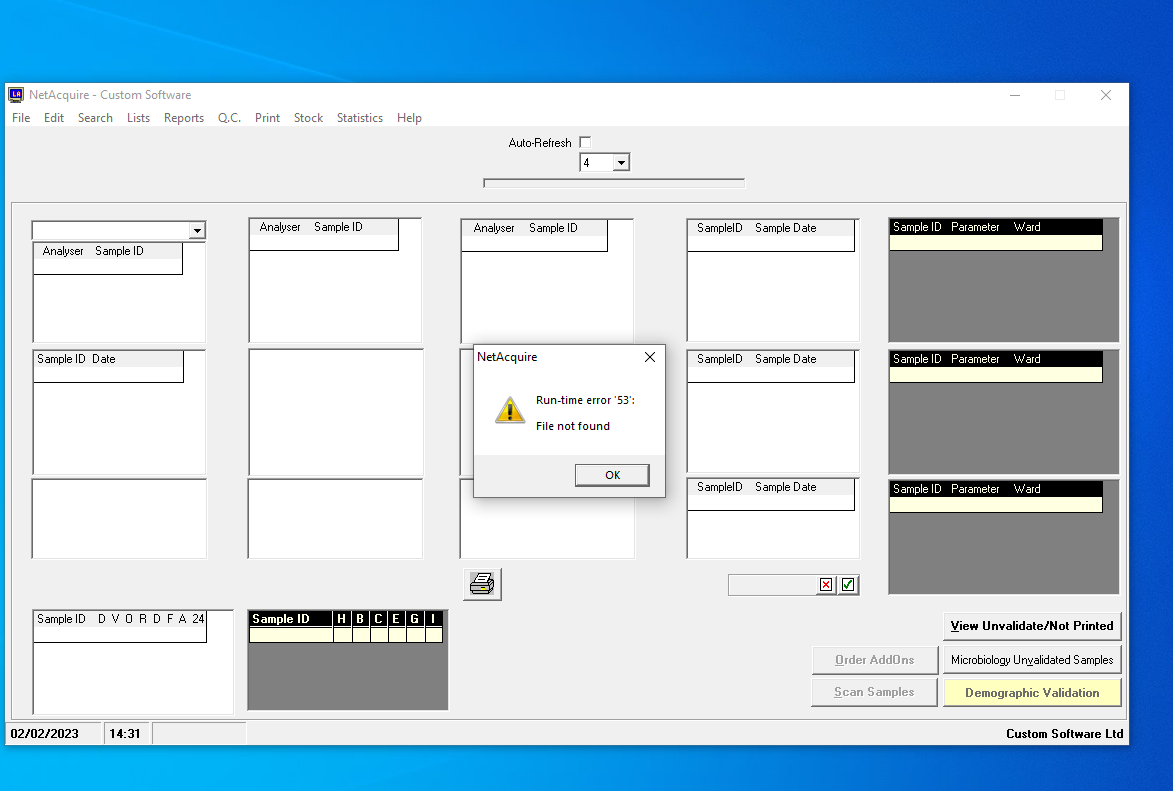 NetAcquire - Custom Software
File Edit Search Lists Reports Q.C. Print Stock Statistics Help
Auto-Refresh
4
Analyser Sample ID
Analyser Sample ID
Analyser Sample ID
SampleID Sample Date
Sample ID Parameter Ward
Sample ID Date
SampleID Sample Date
Sample ID Parameter Ward
NetAcquire
Run-time error '53':
File not found
OK
SampleID Sample Date
Sample ID Parameter Ward
Sample ID D V O R D F A 24
Sample ID H B C E G I
View Unvalidate/Not Printed
Order AddOns
Microbiology Unvalidated Samples
Scan Samples
Demographic Validation
02/02/2023
14:31
Custom Software Ltd